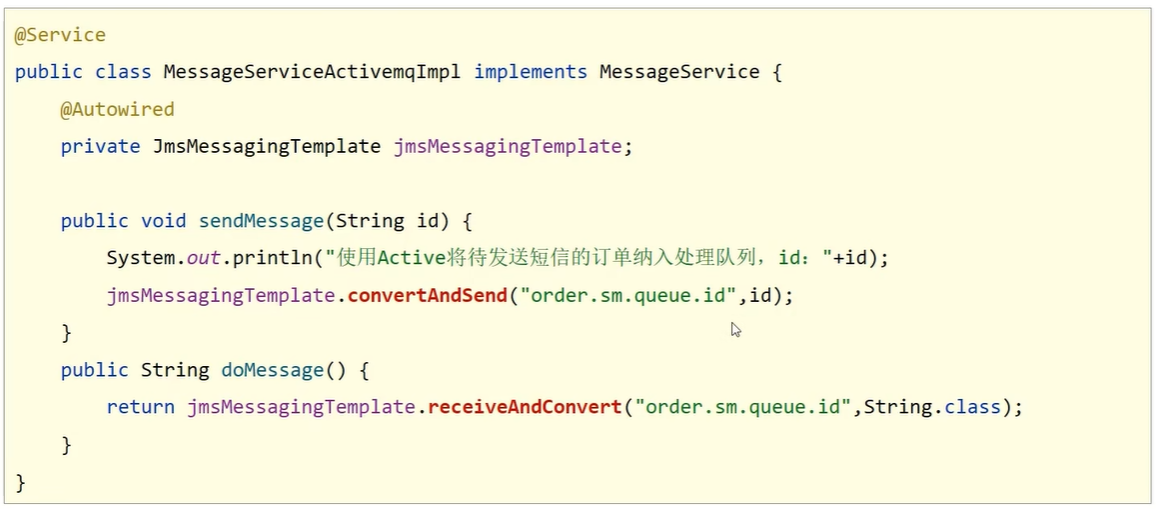 @Service
public class MessageServiceActivemqImpl implements MessageService {
    @Autowired
    private JmsMessagingTemplate jmsMessagingTemplate;

    public void sendMessage(String id) {
        System.out.println("使用Active将待发送短信的订单纳入处理队列，id："+id);
        jmsMessagingTemplate.convertAndSend("order.sm.queue.id",id);
    }
    public String doMessage() {
        return jmsMessagingTemplate.receiveAndConvert("order.sm.queue.id",String.class);
    }
}